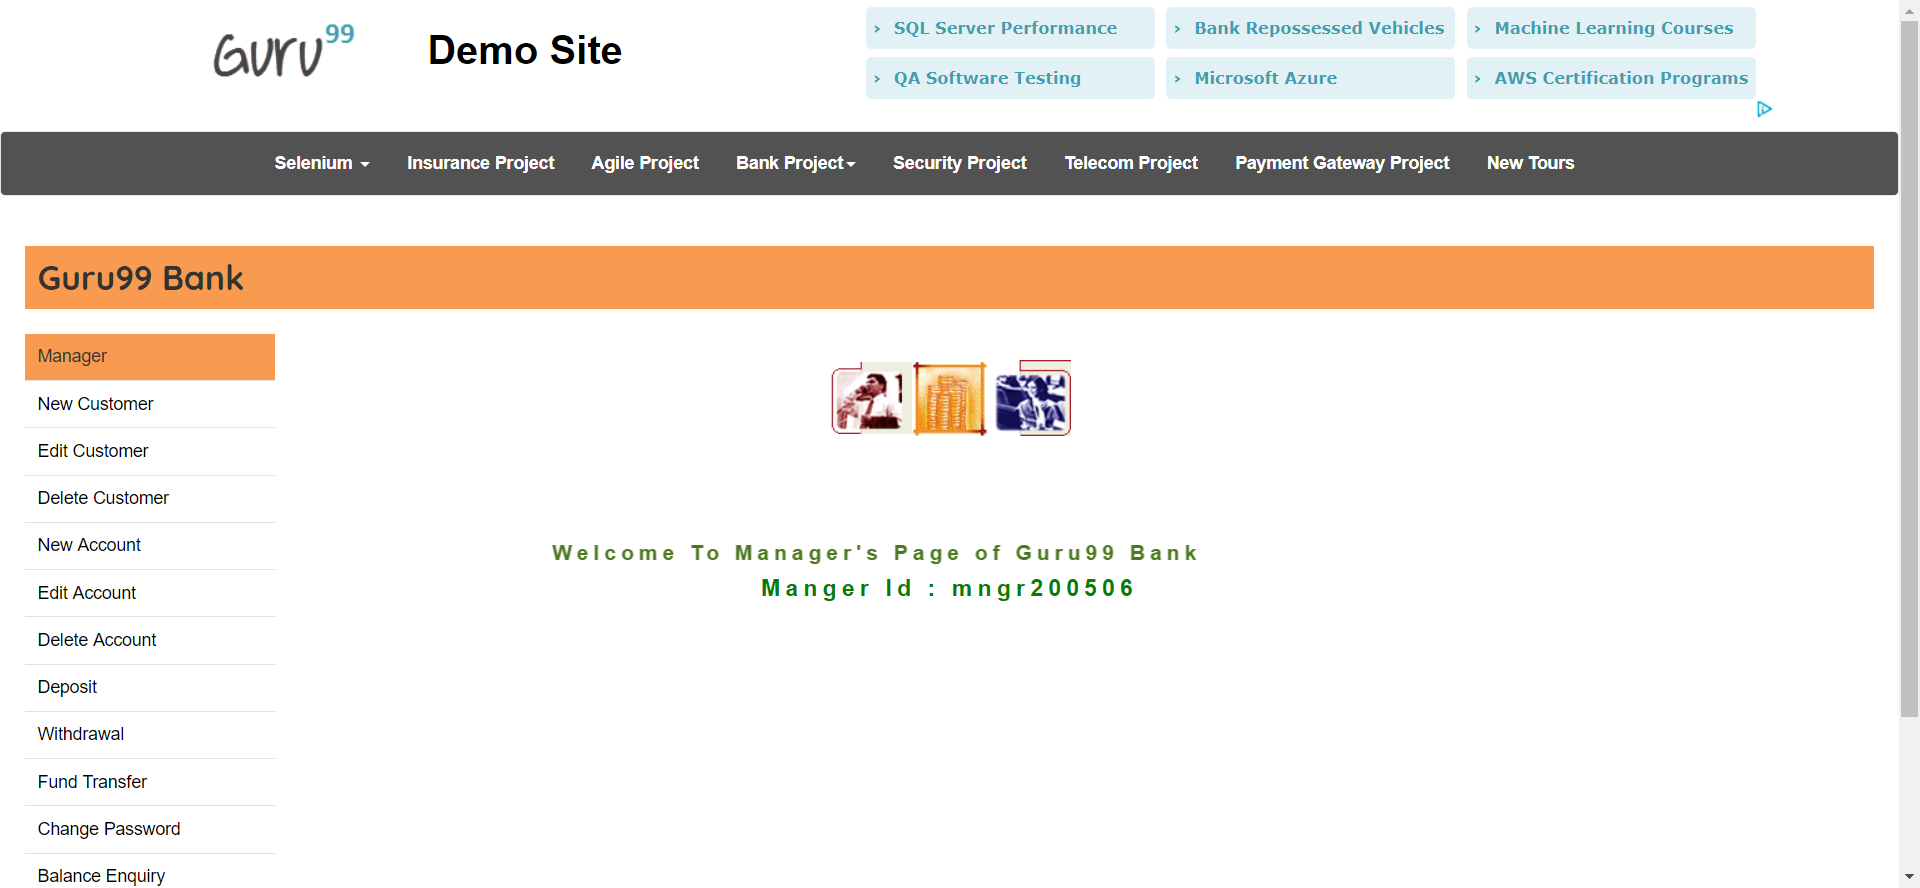 Guru99
Demo Site
› SQL Server Performance
› Bank Repossessed Vehicles
› Machine Learning Courses
› QA Software Testing
› Microsoft Azure
› AWS Certification Programs
Selenium Insurance Project Agile Project Bank Project Security Project Telecom Project Payment Gateway Project New Tours
Guru99 Bank
Manager
New Customer
Edit Customer
Delete Customer
New Account
Edit Account
Delete Account
Deposit
Withdrawal
Fund Transfer
Change Password
Balance Enquiry
Welcome To Manager's Page of Guru99 Bank
Manger Id : mngr200506